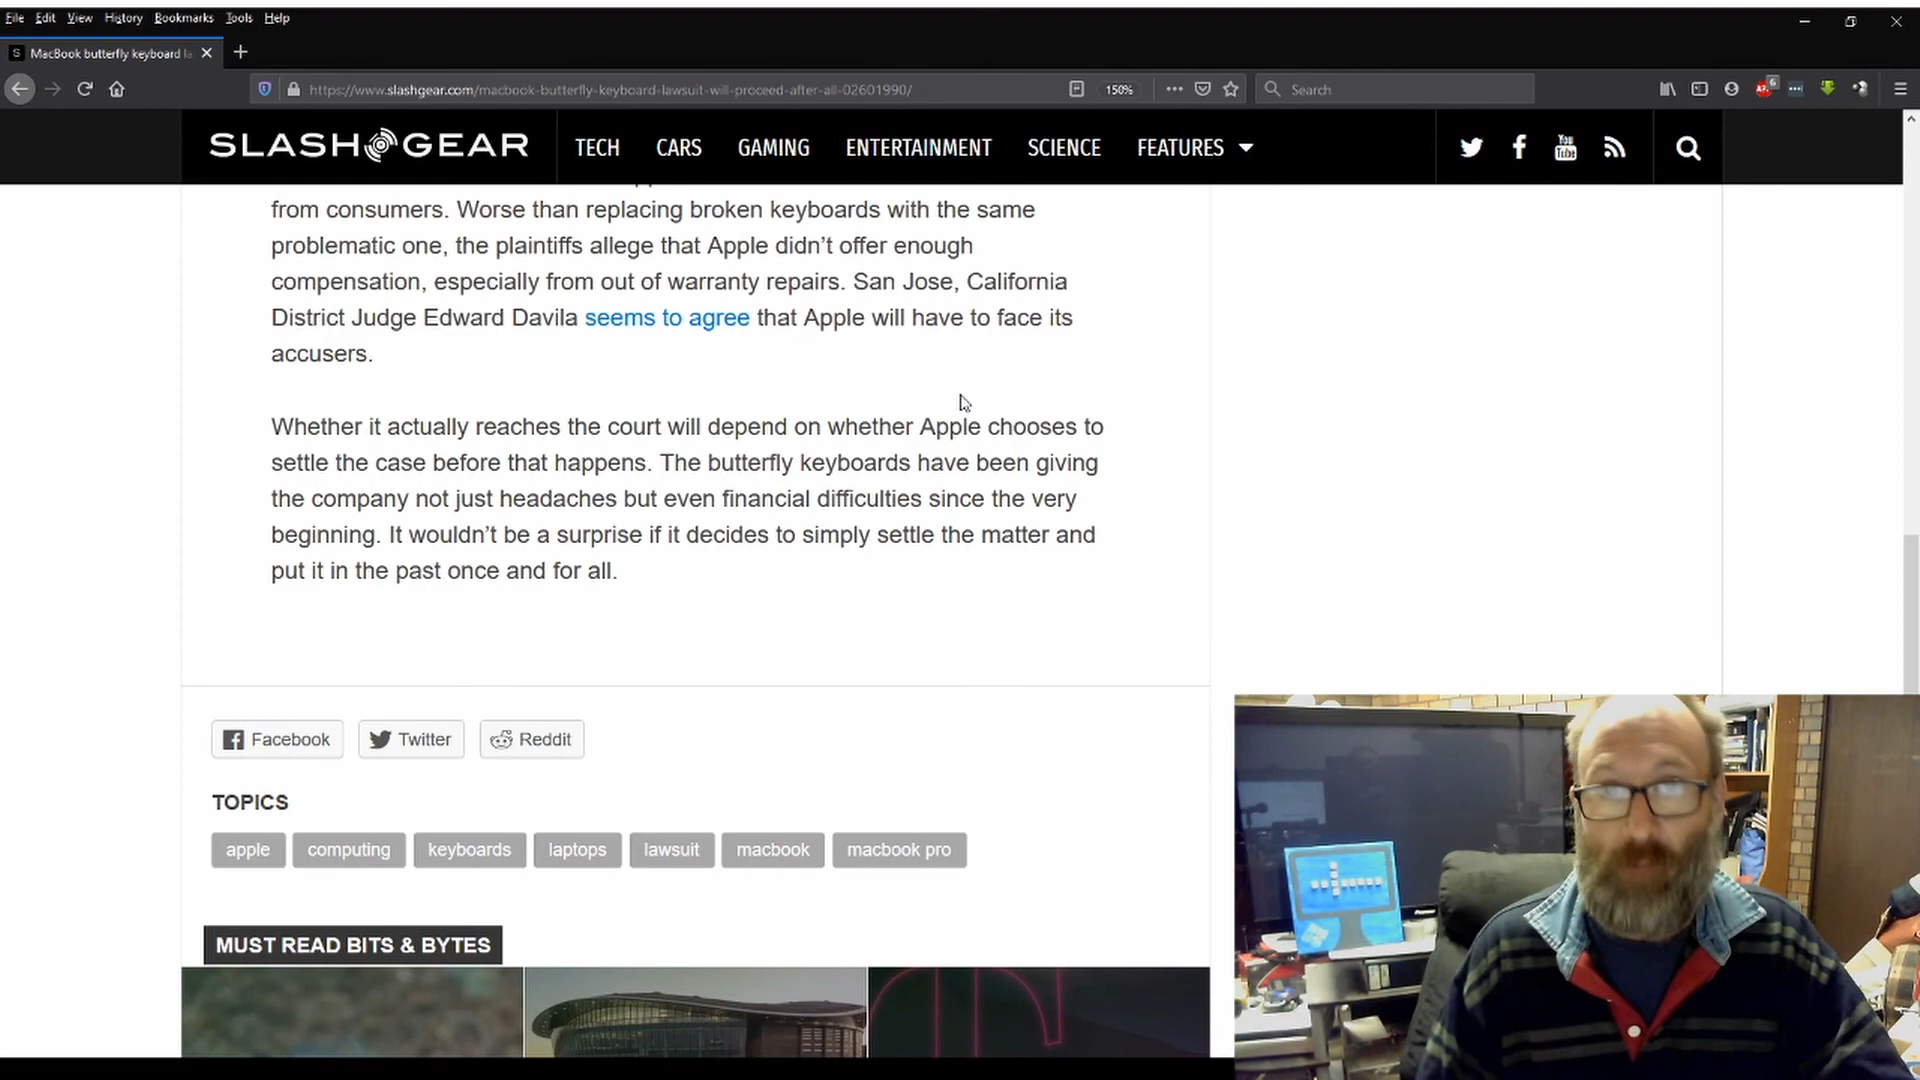 File Edit View History Bookmarks Tools Help
MacBook butterfly keyboard la
https://www.slashgear.com/macbook-butterfly-keyboard-lawsuit-will-proceed-after-all-02601990/
150%
Search
6
SLASH GEAR
TECH CARS GAMING ENTERTAINMENT SCIENCE FEATURES
You Tube
from consumers. Worse than replacing broken keyboards with the same
problematic one, the plaintiffs allege that Apple didn’t offer enough
compensation, especially from out of warranty repairs. San Jose, California
District Judge Edward Davila seems to agree that Apple will have to face its
accusers.
Whether it actually reaches the court will depend on whether Apple chooses to
settle the case before that happens. The butterfly keyboards have been giving
the company not just headaches but even financial difficulties since the very
beginning. It wouldn’t be a surprise if it decides to simply settle the matter and
put it in the past once and for all.
Facebook Twitter Reddit
TOPICS
apple computing keyboards laptops lawsuit macbook macbook pro
MUST READ BITS & BYTES